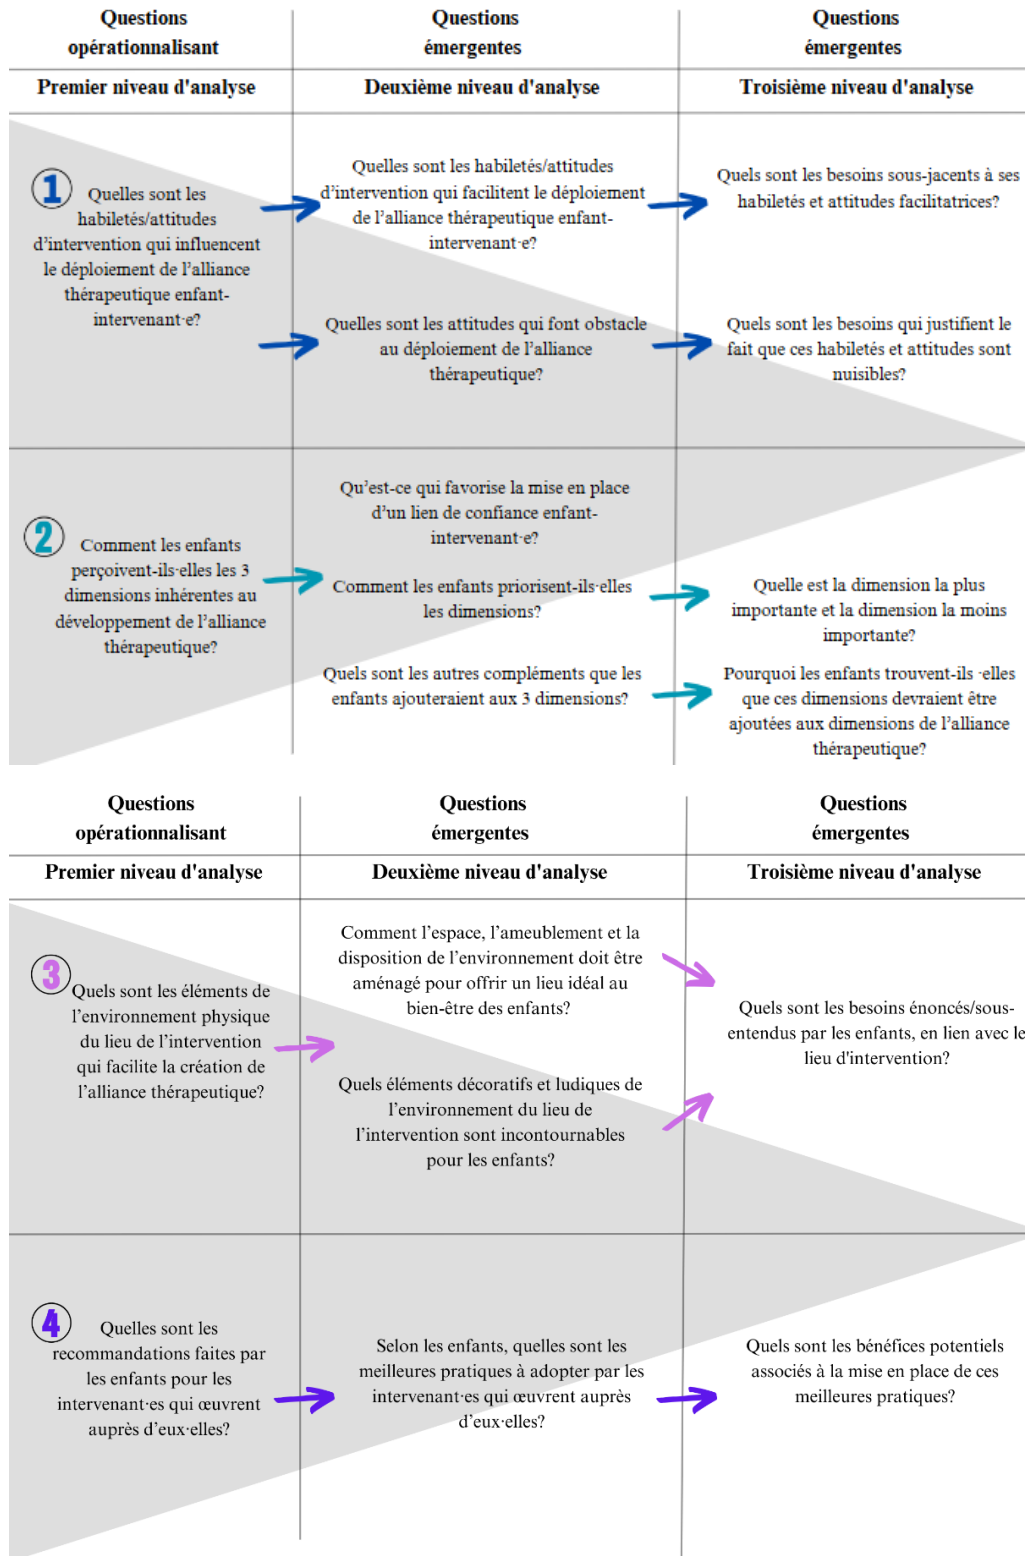 Questions
opérationnalisant
Questions
émergentes
Questions
émergentes
Premier niveau d'analyse
Deuxième niveau d'analyse
Troisième niveau d'analyse
1
Quelles sont les
habiletés/attitudes
d'intervention qui influencent
le déploiement de l'alliance
thérapeutique enfant-
intervenant·e?
Quelles sont les habiletés/attitudes
d'intervention qui facilitent le déploiement
de l'alliance thérapeutique enfant-
intervenant·e?
Quels sont les besoins sous-jacents à ses
habiletés et attitudes facilitatrices?
Quelles sont les attitudes qui font obstacle
au déploiement de l'alliance
thérapeutique?
Quels sont les besoins qui justifient le
fait que ces habiletés et attitudes sont
nuisibles?
2
Comment les enfants
perçoivent-ils·elles les 3
dimensions inhérentes au
développement de l'alliance
thérapeutique?
Qu'est-ce qui favorise la mise en place
d'un lien de confiance enfant-
intervenant·e?
Comment les enfants priorisent-ils·elles
les dimensions?
Quelle est la dimension la plus
importante et la dimension la moins
importante?
Quels sont les autres compléments que les
enfants ajouteraient aux 3 dimensions?
Pourquoi les enfants trouvent-ils ·elles
que ces dimensions devraient être
ajoutées aux dimensions de l'alliance
thérapeutique?
Questions
opérationnalisant
Questions
émergentes
Questions
émergentes
Premier niveau d'analyse
Deuxième niveau d'analyse
Troisième niveau d'analyse
3
Quels sont les éléments de
l'environnement physique
du lieu de l'intervention
qui facilite la création de
l'alliance thérapeutique?
Comment l'espace, l'ameublement et la
disposition de l'environnement doit être
aménagé pour offrir un lieu idéal au
bien-être des enfants?
Quels éléments décoratifs et ludiques de
l'environnement du lieu de
l'intervention sont incontournables
pour les enfants?
Quels sont les besoins énoncés/sous-
entendus par les enfants, en lien avec le
lieu d'intervention?
4
Quelles sont les
recommandations faites par
les enfants pour les
intervenant·es qui œuvrent
auprès d'eux·elles?
Selon les enfants, quelles sont les
meilleures pratiques à adopter par les
intervenant·es qui œuvrent auprès
d'eux·elles?
Quels sont les bénéfices potentiels
associés à la mise en place de ces
meilleures pratiques?